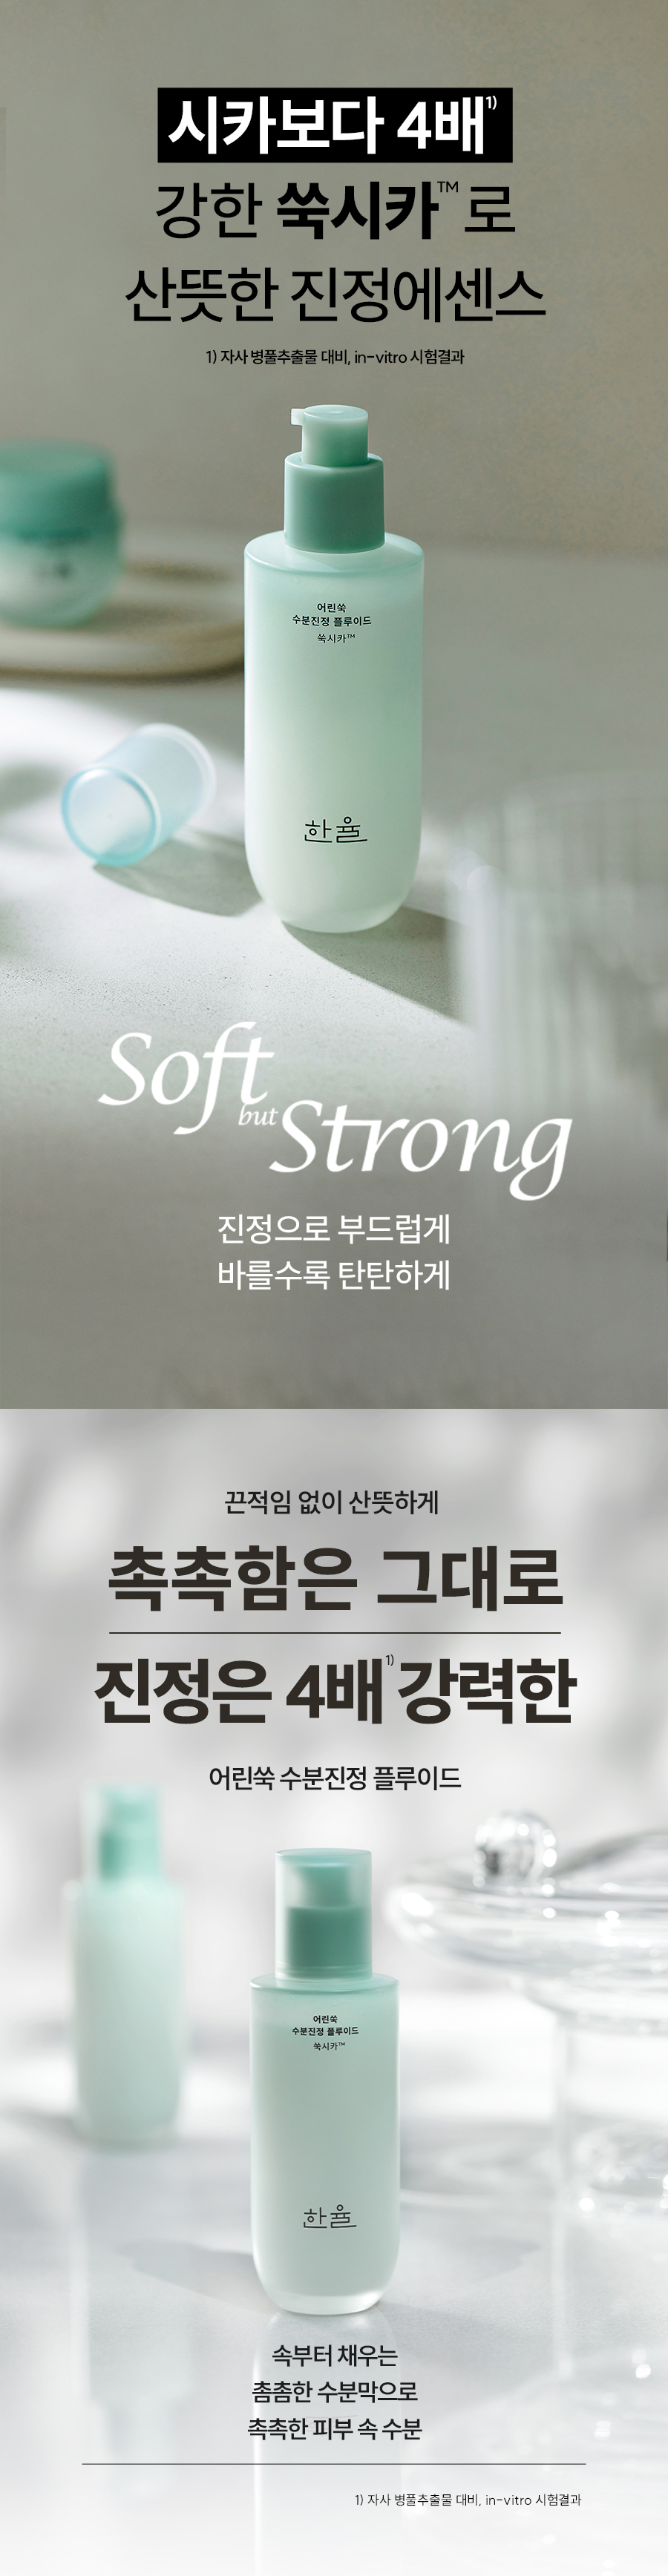 시카보다 4배1)
강한 쑥시카™로
산뜻한 진정에센스
1) 자사 병풀추출물 대비, in-vitro 시험결과
어린쑥
수분진정 플루이드
쑥시카™
한율
Soft
but Strong
진정으로 부드럽게
바를수록 탄탄하게
끈적임 없이 산뜻하게
촉촉함은 그대로
진정은 4배1) 강력한
어린쑥 수분진정 플루이드
어린쑥
수분진정 플루이드
쑥시카™
한율
속부터 채우는
촘촘한 수분막으로
촉촉한 피부 속 수분
1) 자사 병풀추출물 대비, in-vitro 시험결과